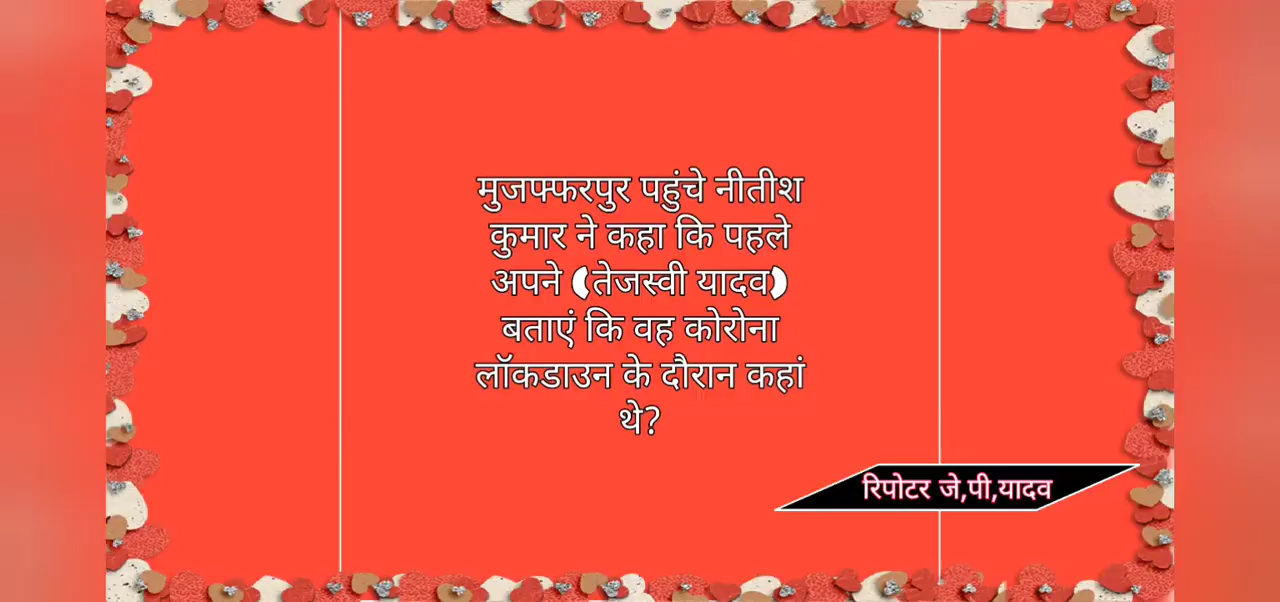 मुजफ्फरपुर पहुंचे नीतीश
कुमार ने कहा कि पहले
अपने (तेजस्वी यादव)
बताएं कि वह कोरोना
लॉकडाउन के दौरान कहां
थे?
रिपोटर जे,पी,यादव